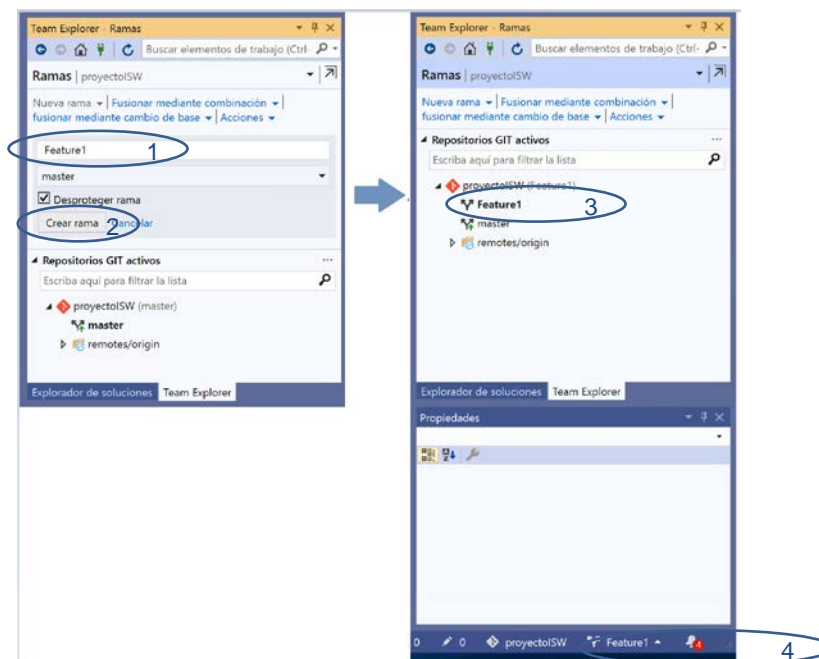 Team Explorer - Ramas
Buscar elementos de trabajo (Ctrl-
Ramas | proyectoISW
Nueva rama | Fusionar mediante combinación |
fusionar mediante cambio de base | Acciones
Feature1
1
master
Desproteger rama
Crear rama
2
Cancelar
Repositorios GIT activos
Escriba aquí para filtrar la lista
proyectoISW (master)
master
remotes/origin
Explorador de soluciones
Team Explorer
Team Explorer - Ramas
Buscar elementos de trabajo (Ctrl-
Ramas | proyectoISW
Nueva rama | Fusionar mediante combinación |
fusionar mediante cambio de base | Acciones
Repositorios GIT activos
Escriba aquí para filtrar la lista
proyectoISW (Feature1)
Feature1
3
master
remotes/origin
Explorador de soluciones
Team Explorer
Propiedades
0
0
proyectoISW
Feature1
4
4